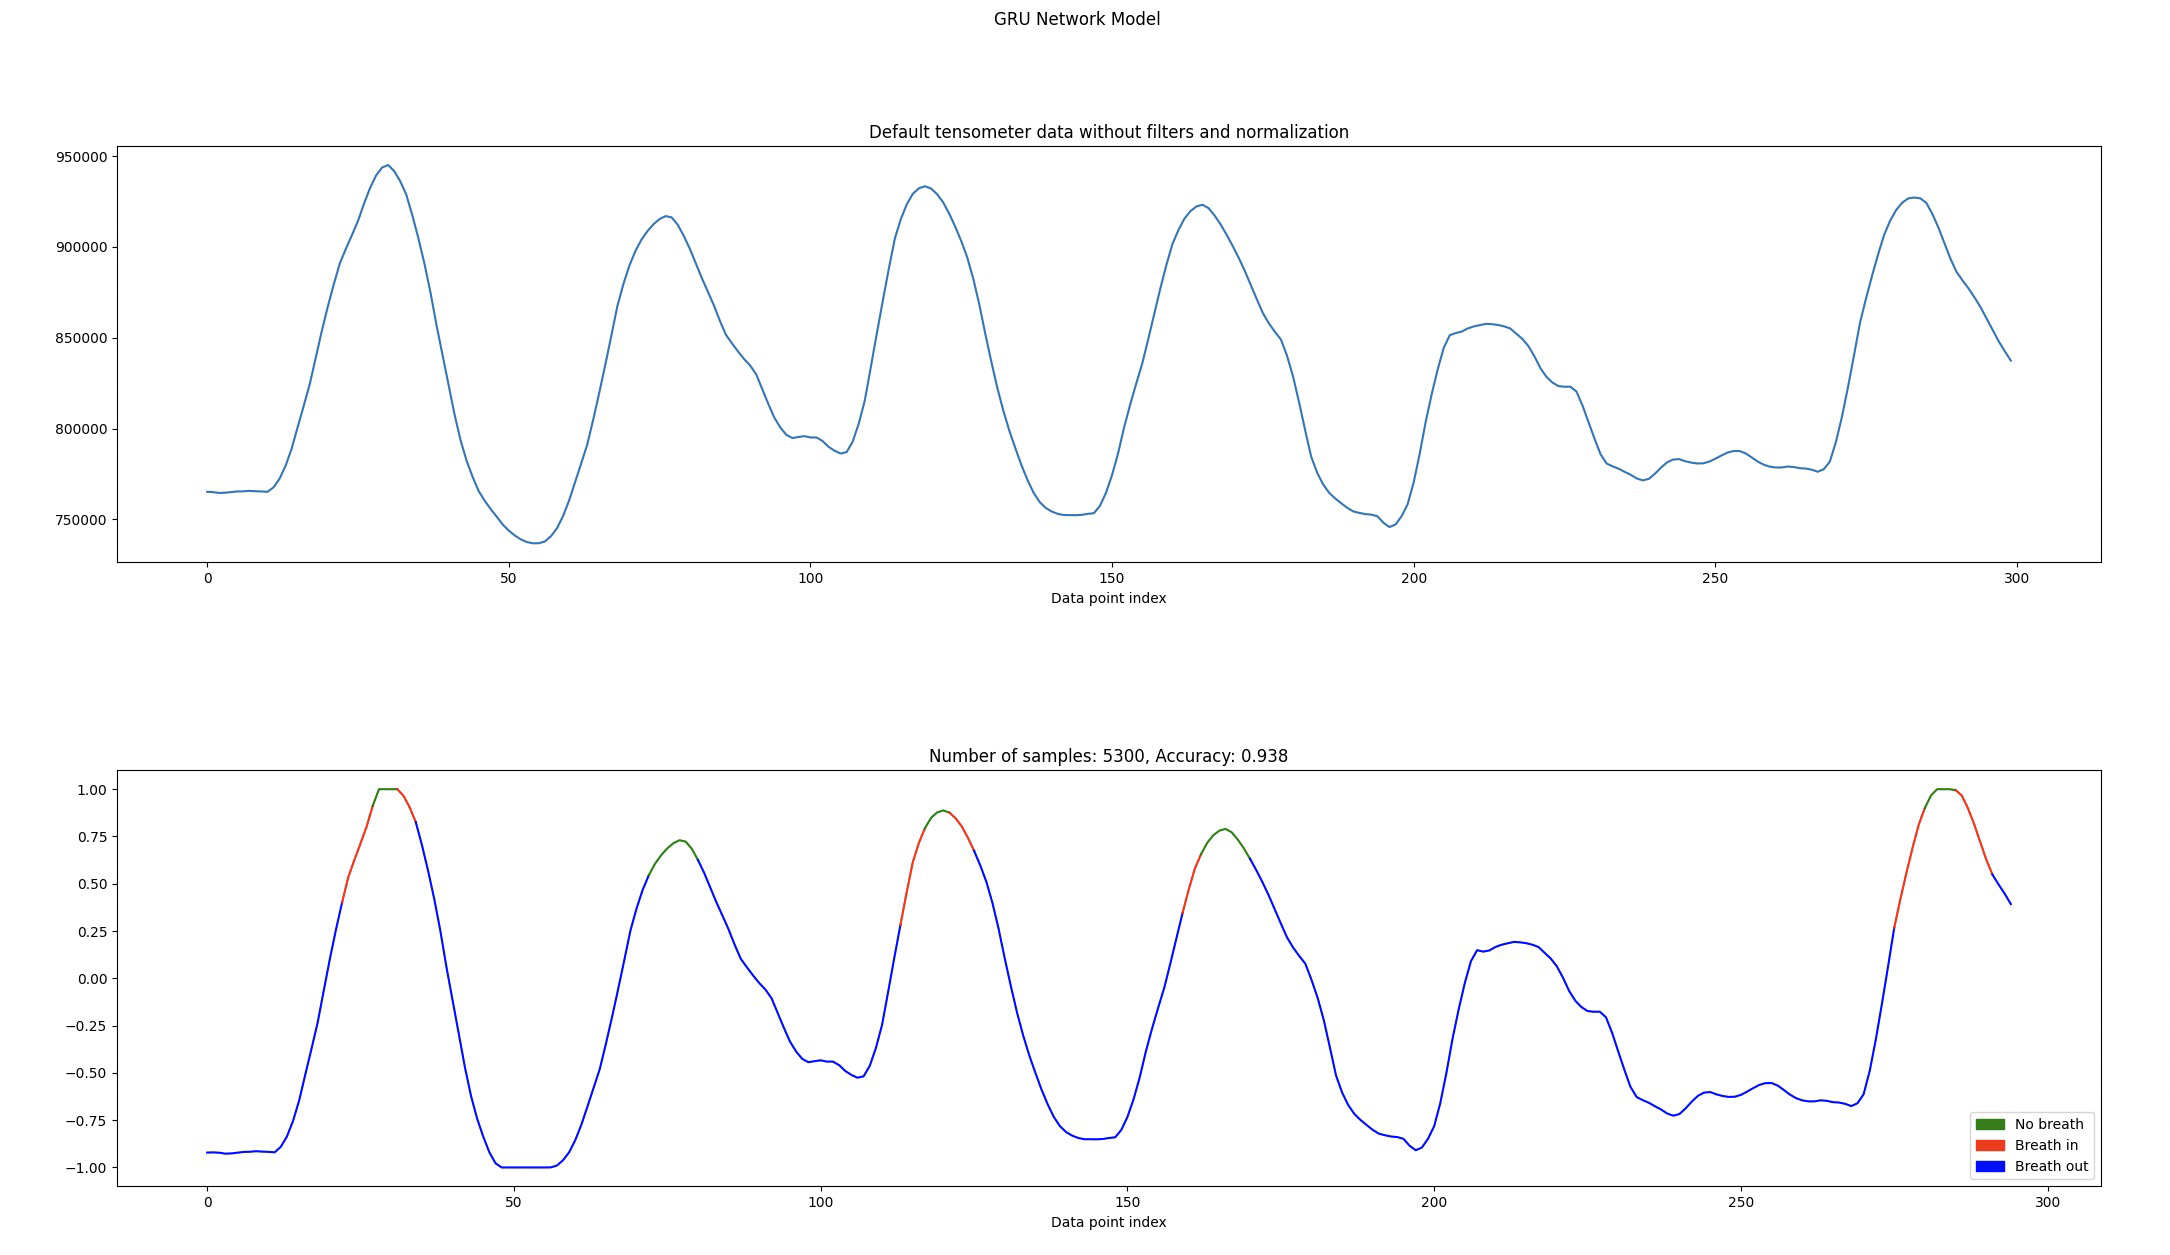 GRU Network Model
Default tensometer data without filters and normalization
950000
900000
850000
800000
750000
0 50 100 150 200 250 300
Data point index
Number of samples: 5300, Accuracy: 0.938
1.00
0.75
0.50
0.25
0.00
−0.25
−0.50
−0.75
−1.00
No breath
Breath in
Breath out
0 50 100 150 200 250 300
Data point index